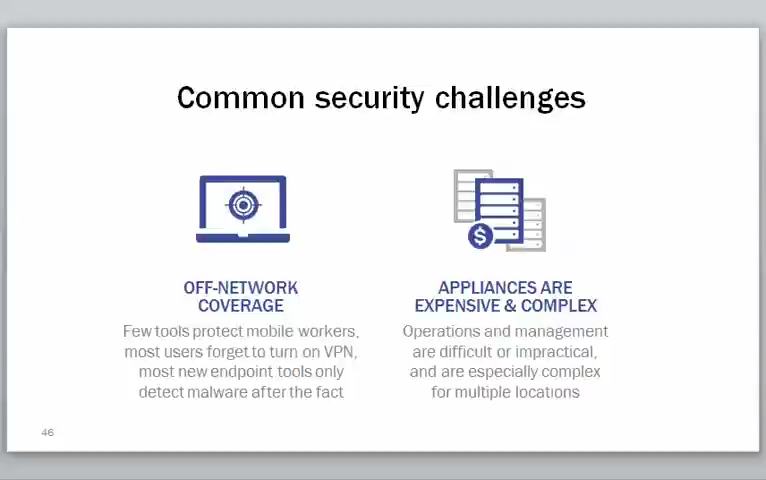 Common security challenges
$
OFF-NETWORK
COVERAGE
Few tools protect mobile workers,
most users forget to turn on VPN,
most new endpoint tools only
detect malware after the fact
APPLIANCES ARE
EXPENSIVE & COMPLEX
Operations and management
are difficult or impractical,
and are especially complex
for multiple locations
46